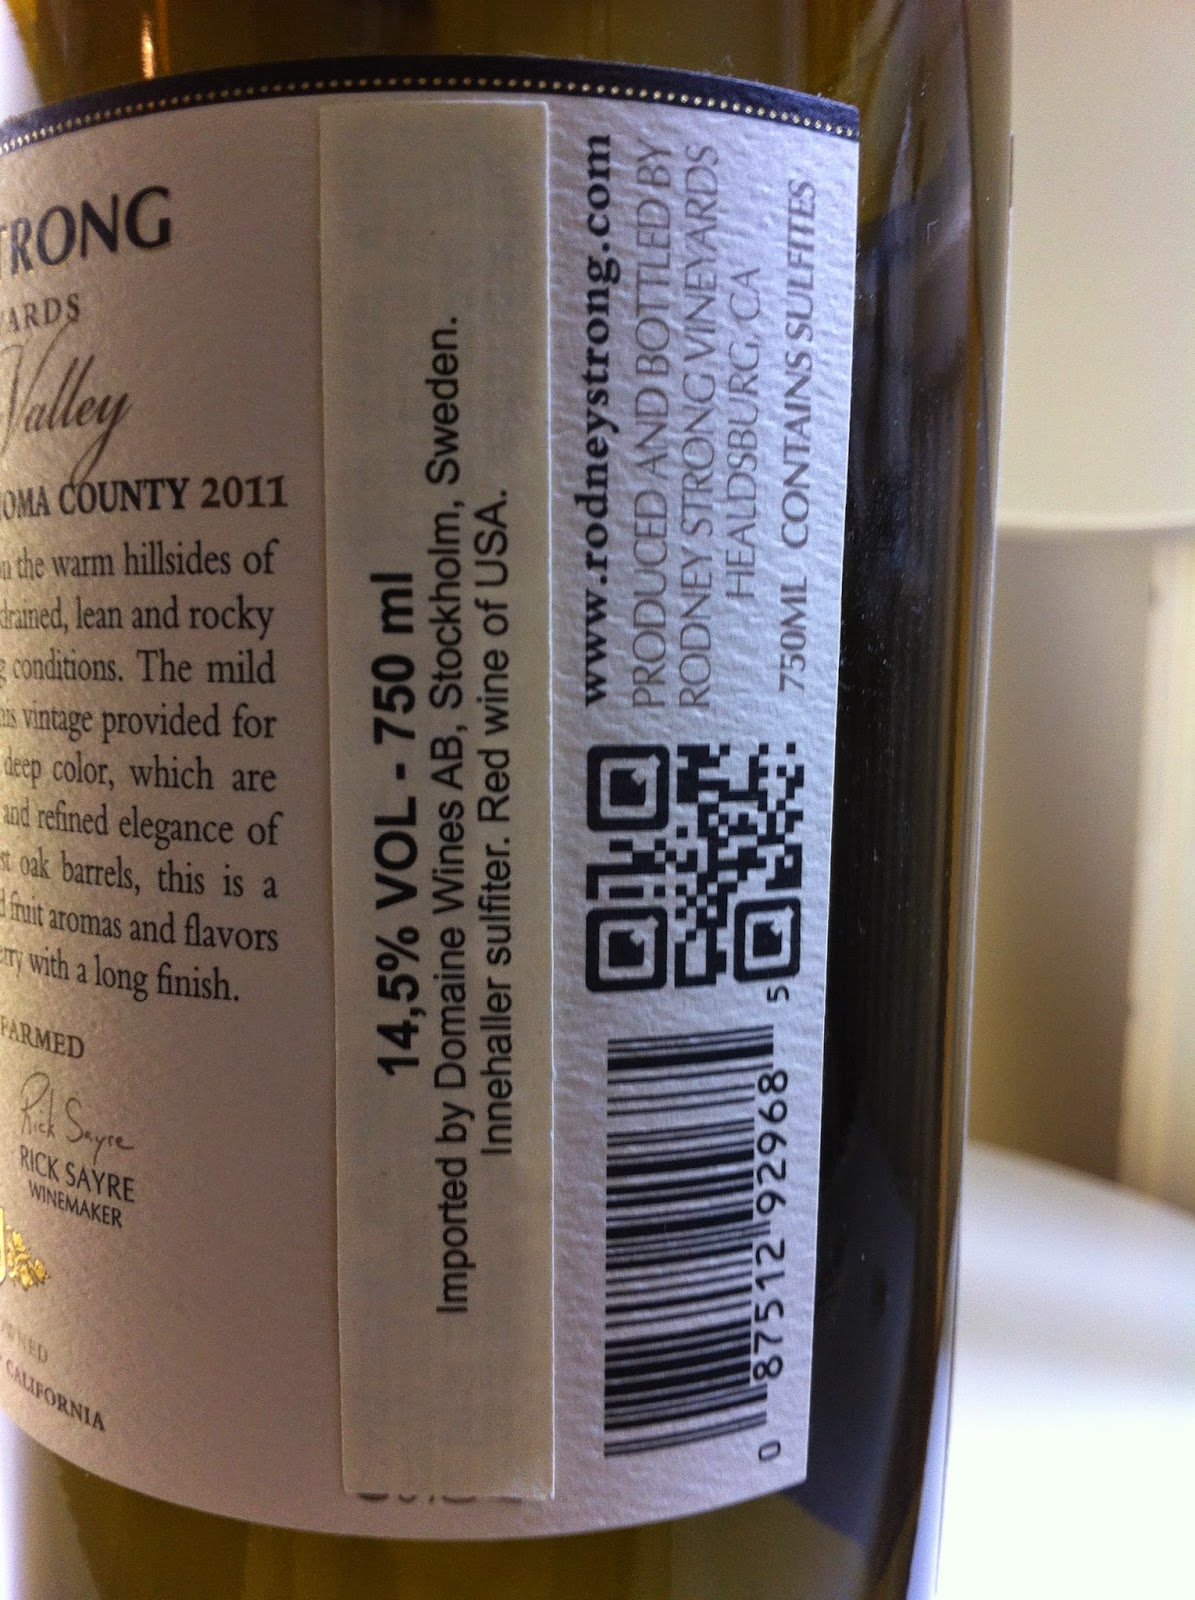 TRONG
ARDS
Valley
OMA COUNTY 2011
the warm hillsides of
drained, lean and rocky
conditions. The mild
vintage provided for
deep color, which are
and refined elegance of
oak barrels, this is a
fruit aromas and flavors
with a long finish.
FARMED
Rick Sayre
RICK SAYRE
WINEMAKER
CALIFORNIA
14,5% VOL - 750 ml
Imported by Domaine Wines AB, Stockholm, Sweden.
Innehaller sulfiter. Red wine of USA.
www.rodneystrong.com
PRODUCED AND BOTTLED BY
RODNEY STRONG VINEYARDS
HEALDSBURG, CA
750ML CONTAINS SULFITES
0 87512 92968 5